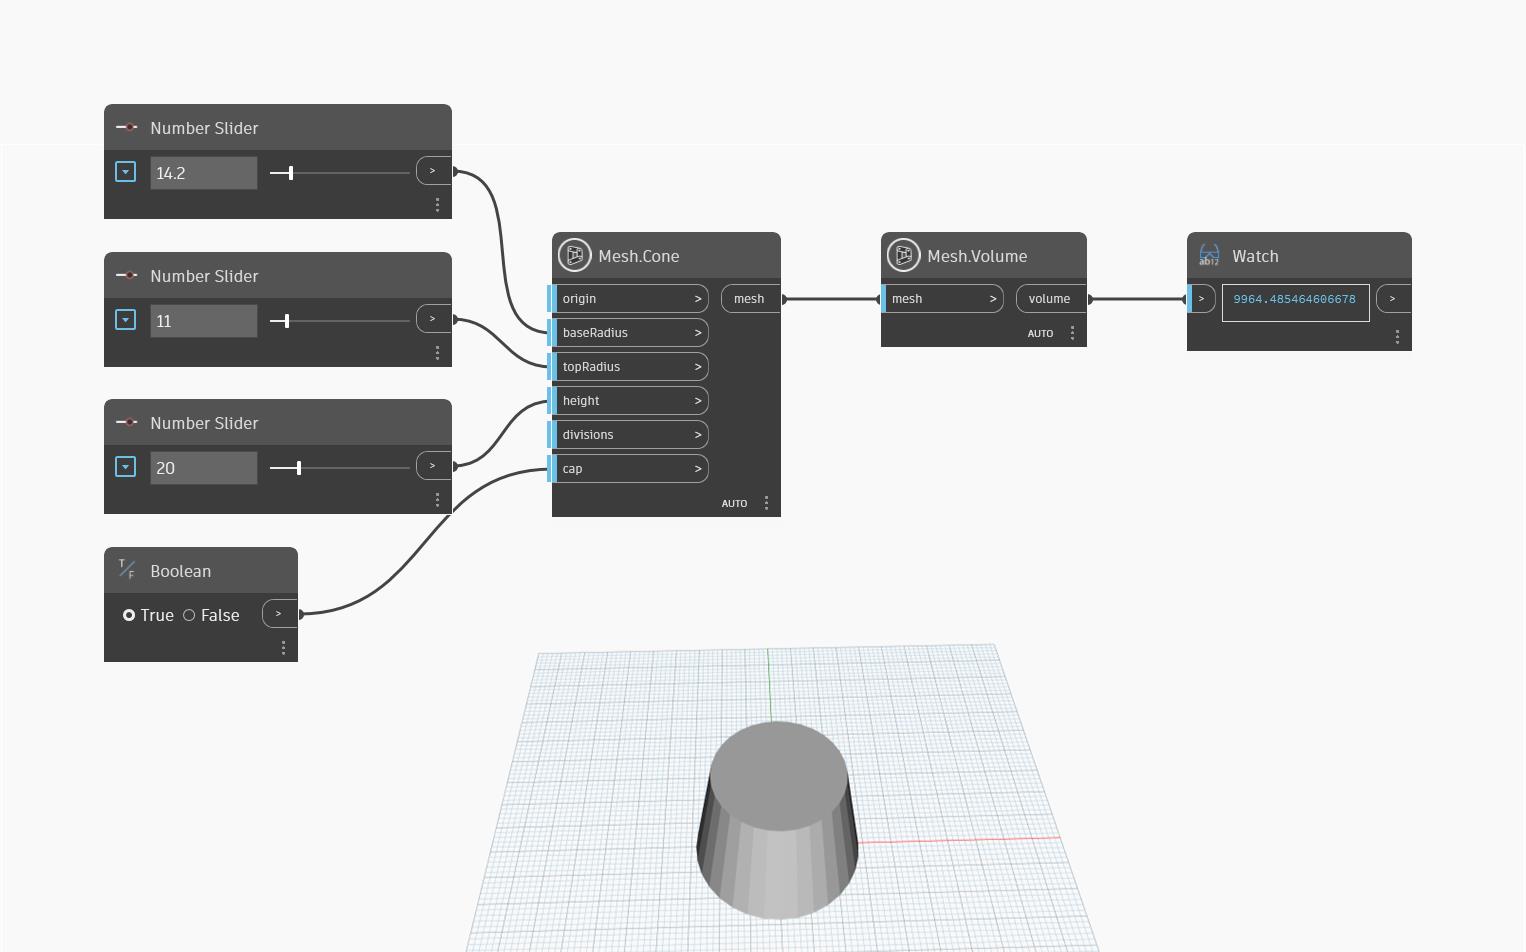 Number Slider
14.2
>
Number Slider
11
>
Number Slider
20
>
T
F
Boolean
True
False
>
Mesh.Cone
origin >
mesh
baseRadius >
topRadius >
height >
divisions >
cap >
AUTO
Mesh.Volume
mesh >
volume
AUTO
ab12
Watch
>
9964.485464606678
>